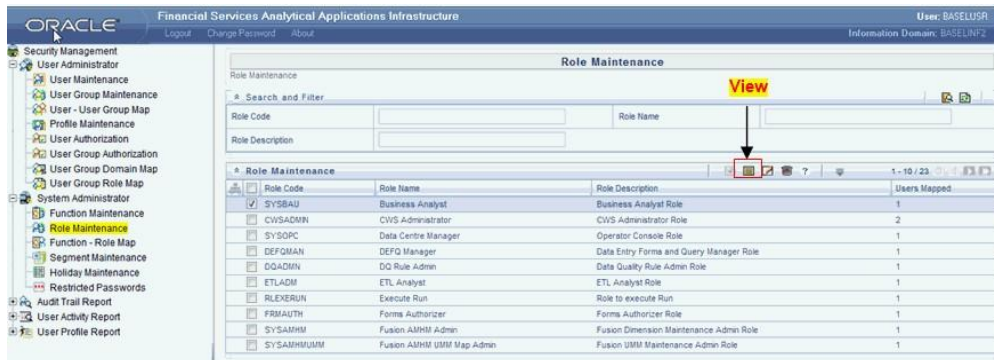 ORACLE
Financial Services Analytical Applications Infrastructure
User: BASELUSR
Logout Change Password About
Information Domain: BASELINF2
Security Management
User Administrator
User Maintenance
User Group Maintenance
User - User Group Map
Profile Maintenance
User Authorization
User Group Authorization
User Group Domain Map
User Group Role Map
System Administrator
Function Maintenance
Role Maintenance
Function - Role Map
Segment Maintenance
Holiday Maintenance
Restricted Passwords
Audit Trail Report
User Activity Report
User Profile Report
Role Maintenance
Role Maintenance
View
Search and Filter
Role Code
Role Name
Role Description
Role Maintenance
? 1 - 10 / 23
Role Code Role Name Role Description Users Mapped
SYSBAU Business Analyst Business Analyst Role 1
CWSADMIN CWS Administrator CWS Administrator Role 2
SYSOPC Data Centre Manager Operator Console Role 1
DEFQMAN DEFQ Manager Data Entry Forms and Query Manager Role 1
DQADMN DQ Rule Admin Data Quality Rule Admin Role 1
ETLADM ETL Analyst ETL Analyst Role 1
RLEXERUN Execute Run Role to execute Run 1
FRMAUTH Forms Authorizer Forms Authorizer Role 1
SYSAMHM Fusion AMHM Admin Fusion Dimension Maintenance Admin Role 1
SYSAMHMUMM Fusion AMHM UMM Map Admin Fusion UMM Maintenance Admin Role 1